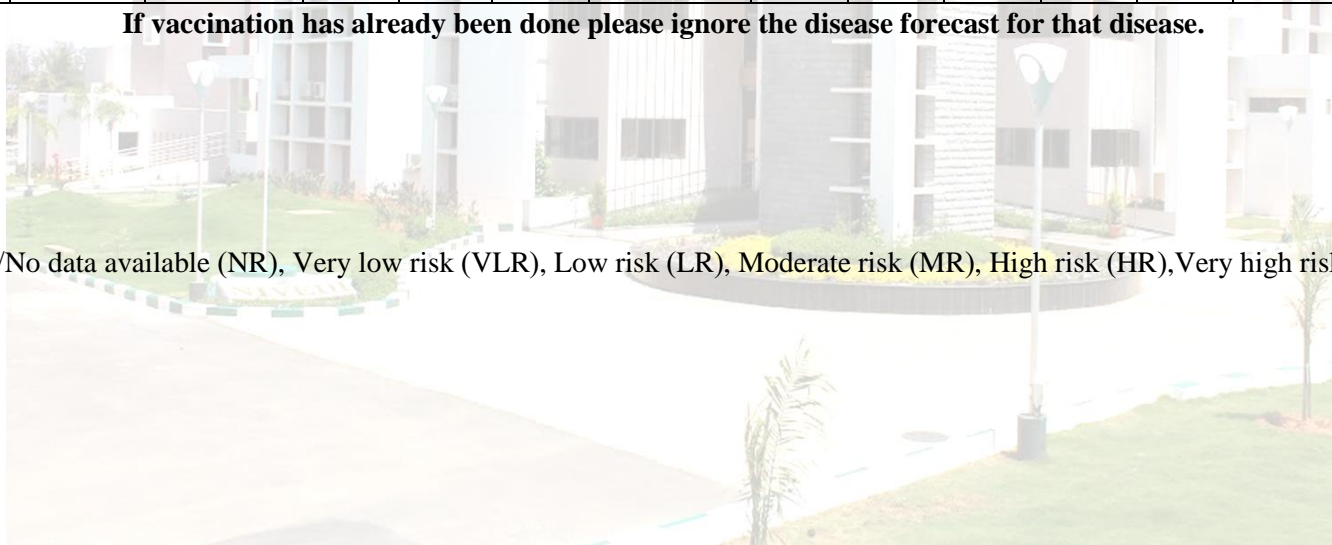 If vaccination has already been done please ignore the disease forecast for that disease.
/No data available (NR), Very low risk (VLR), Low risk (LR), Moderate risk (MR), High risk (HR),Very high risk